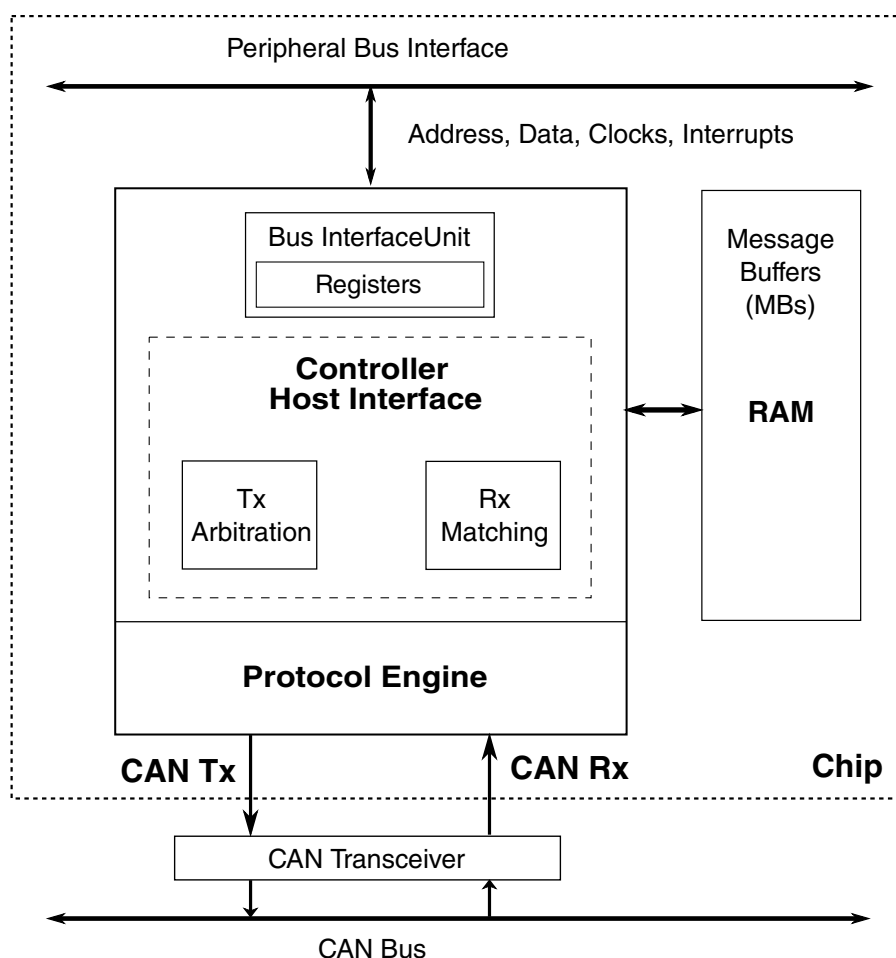 Peripheral Bus Interface
Address, Data, Clocks, Interrupts
Bus InterfaceUnit
Registers
Message
Buffers
(MBs)
Controller
Host Interface
RAM
Tx
Arbitration
Rx
Matching
Protocol Engine
CAN Tx
CAN Rx
Chip
CAN Transceiver
CAN Bus